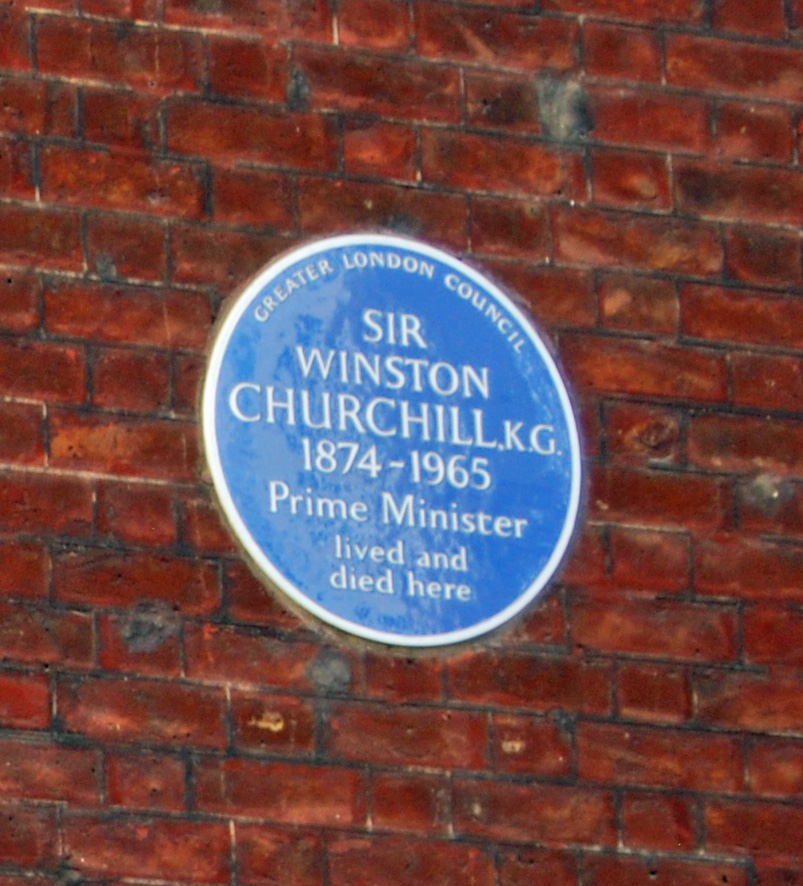 GREATER LONDON COUNCIL
SIR
WINSTON
CHURCHILL, K.G.
1874-1965
Prime Minister
lived and
died here